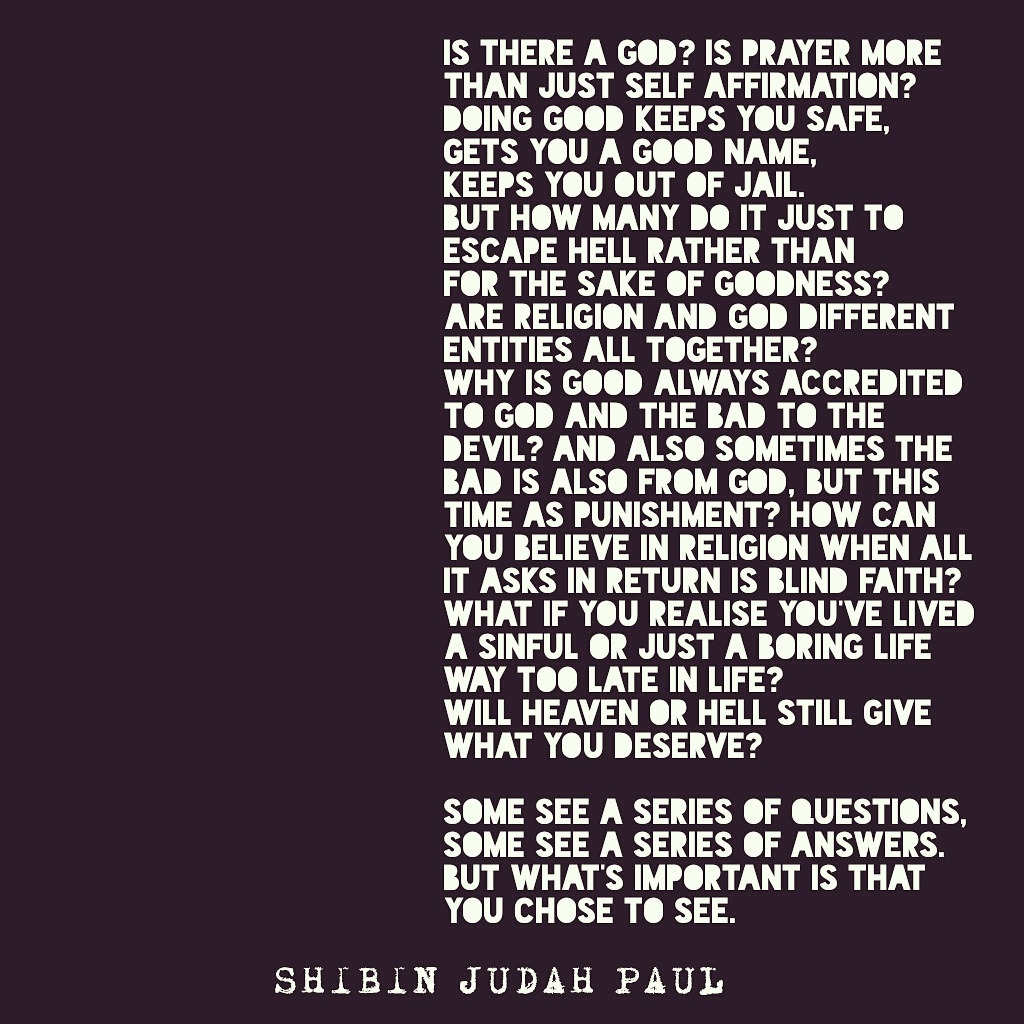 IS THERE A GOD? IS PRAYER MORE
THAN JUST SELF AFFIRMATION?
DOING GOOD KEEPS YOU SAFE,
GETS YOU A GOOD NAME,
KEEPS YOU OUT OF JAIL.
BUT HOW MANY DO IT JUST TO
ESCAPE HELL RATHER THAN
FOR THE SAKE OF GOODNESS?
ARE RELIGION AND GOD DIFFERENT
ENTITIES ALL TOGETHER?
WHY IS GOOD ALWAYS ACCREDITED
TO GOD AND THE BAD TO THE
DEVIL? AND ALSO SOMETIMES THE
BAD IS ALSO FROM GOD, BUT THIS
TIME AS PUNISHMENT? HOW CAN
YOU BELIEVE IN RELIGION WHEN ALL
IT ASKS IN RETURN IS BLIND FAITH?
WHAT IF YOU REALISE YOU'VE LIVED
A SINFUL OR JUST A BORING LIFE
WAY TOO LATE IN LIFE?
WILL HEAVEN OR HELL STILL GIVE
WHAT YOU DESERVE?

SOME SEE A SERIES OF QUESTIONS,
SOME SEE A SERIES OF ANSWERS.
BUT WHAT'S IMPORTANT IS THAT
YOU CHOSE TO SEE.

SHIBIN JUDAH PAUL